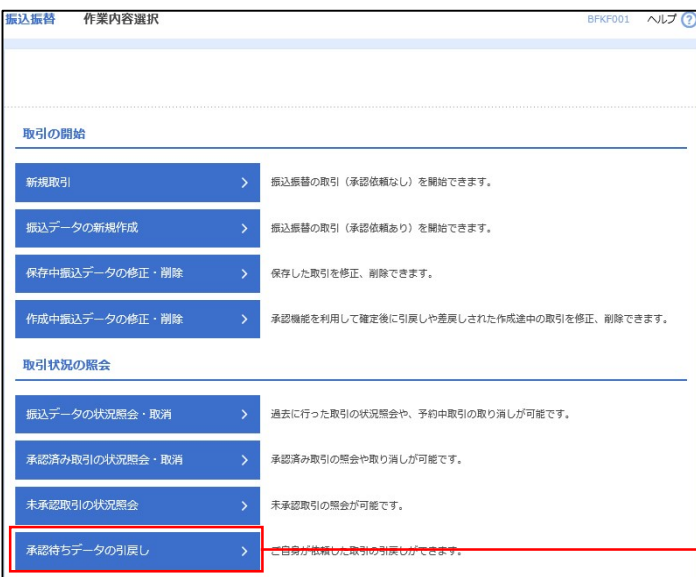 振込振替 作業内容選択 BFKF001 ヘルプ ?
取引の開始
新規取引 > 振込振替の取引（承認依頼なし）を開始できます。
振込データの新規作成 > 振込振替の取引（承認依頼あり）を開始できます。
保存中振込データの修正・削除 > 保存した取引を修正、削除できます。
作成中振込データの修正・削除 > 承認機能を利用して確定後に引戻しや差戻しされた作成途中の取引を修正、削除できます。
取引状況の照会
振込データの状況照会・取消 > 過去に行った取引の状況照会や、予約中取引の取り消しが可能です。
承認済み取引の状況照会・取消 > 承認済み取引の照会や取り消しが可能です。
未承認取引の状況照会 > 未承認取引の照会が可能です。
承認待ちデータの引戻し > ご自身が依頼した取引の引戻しができます。